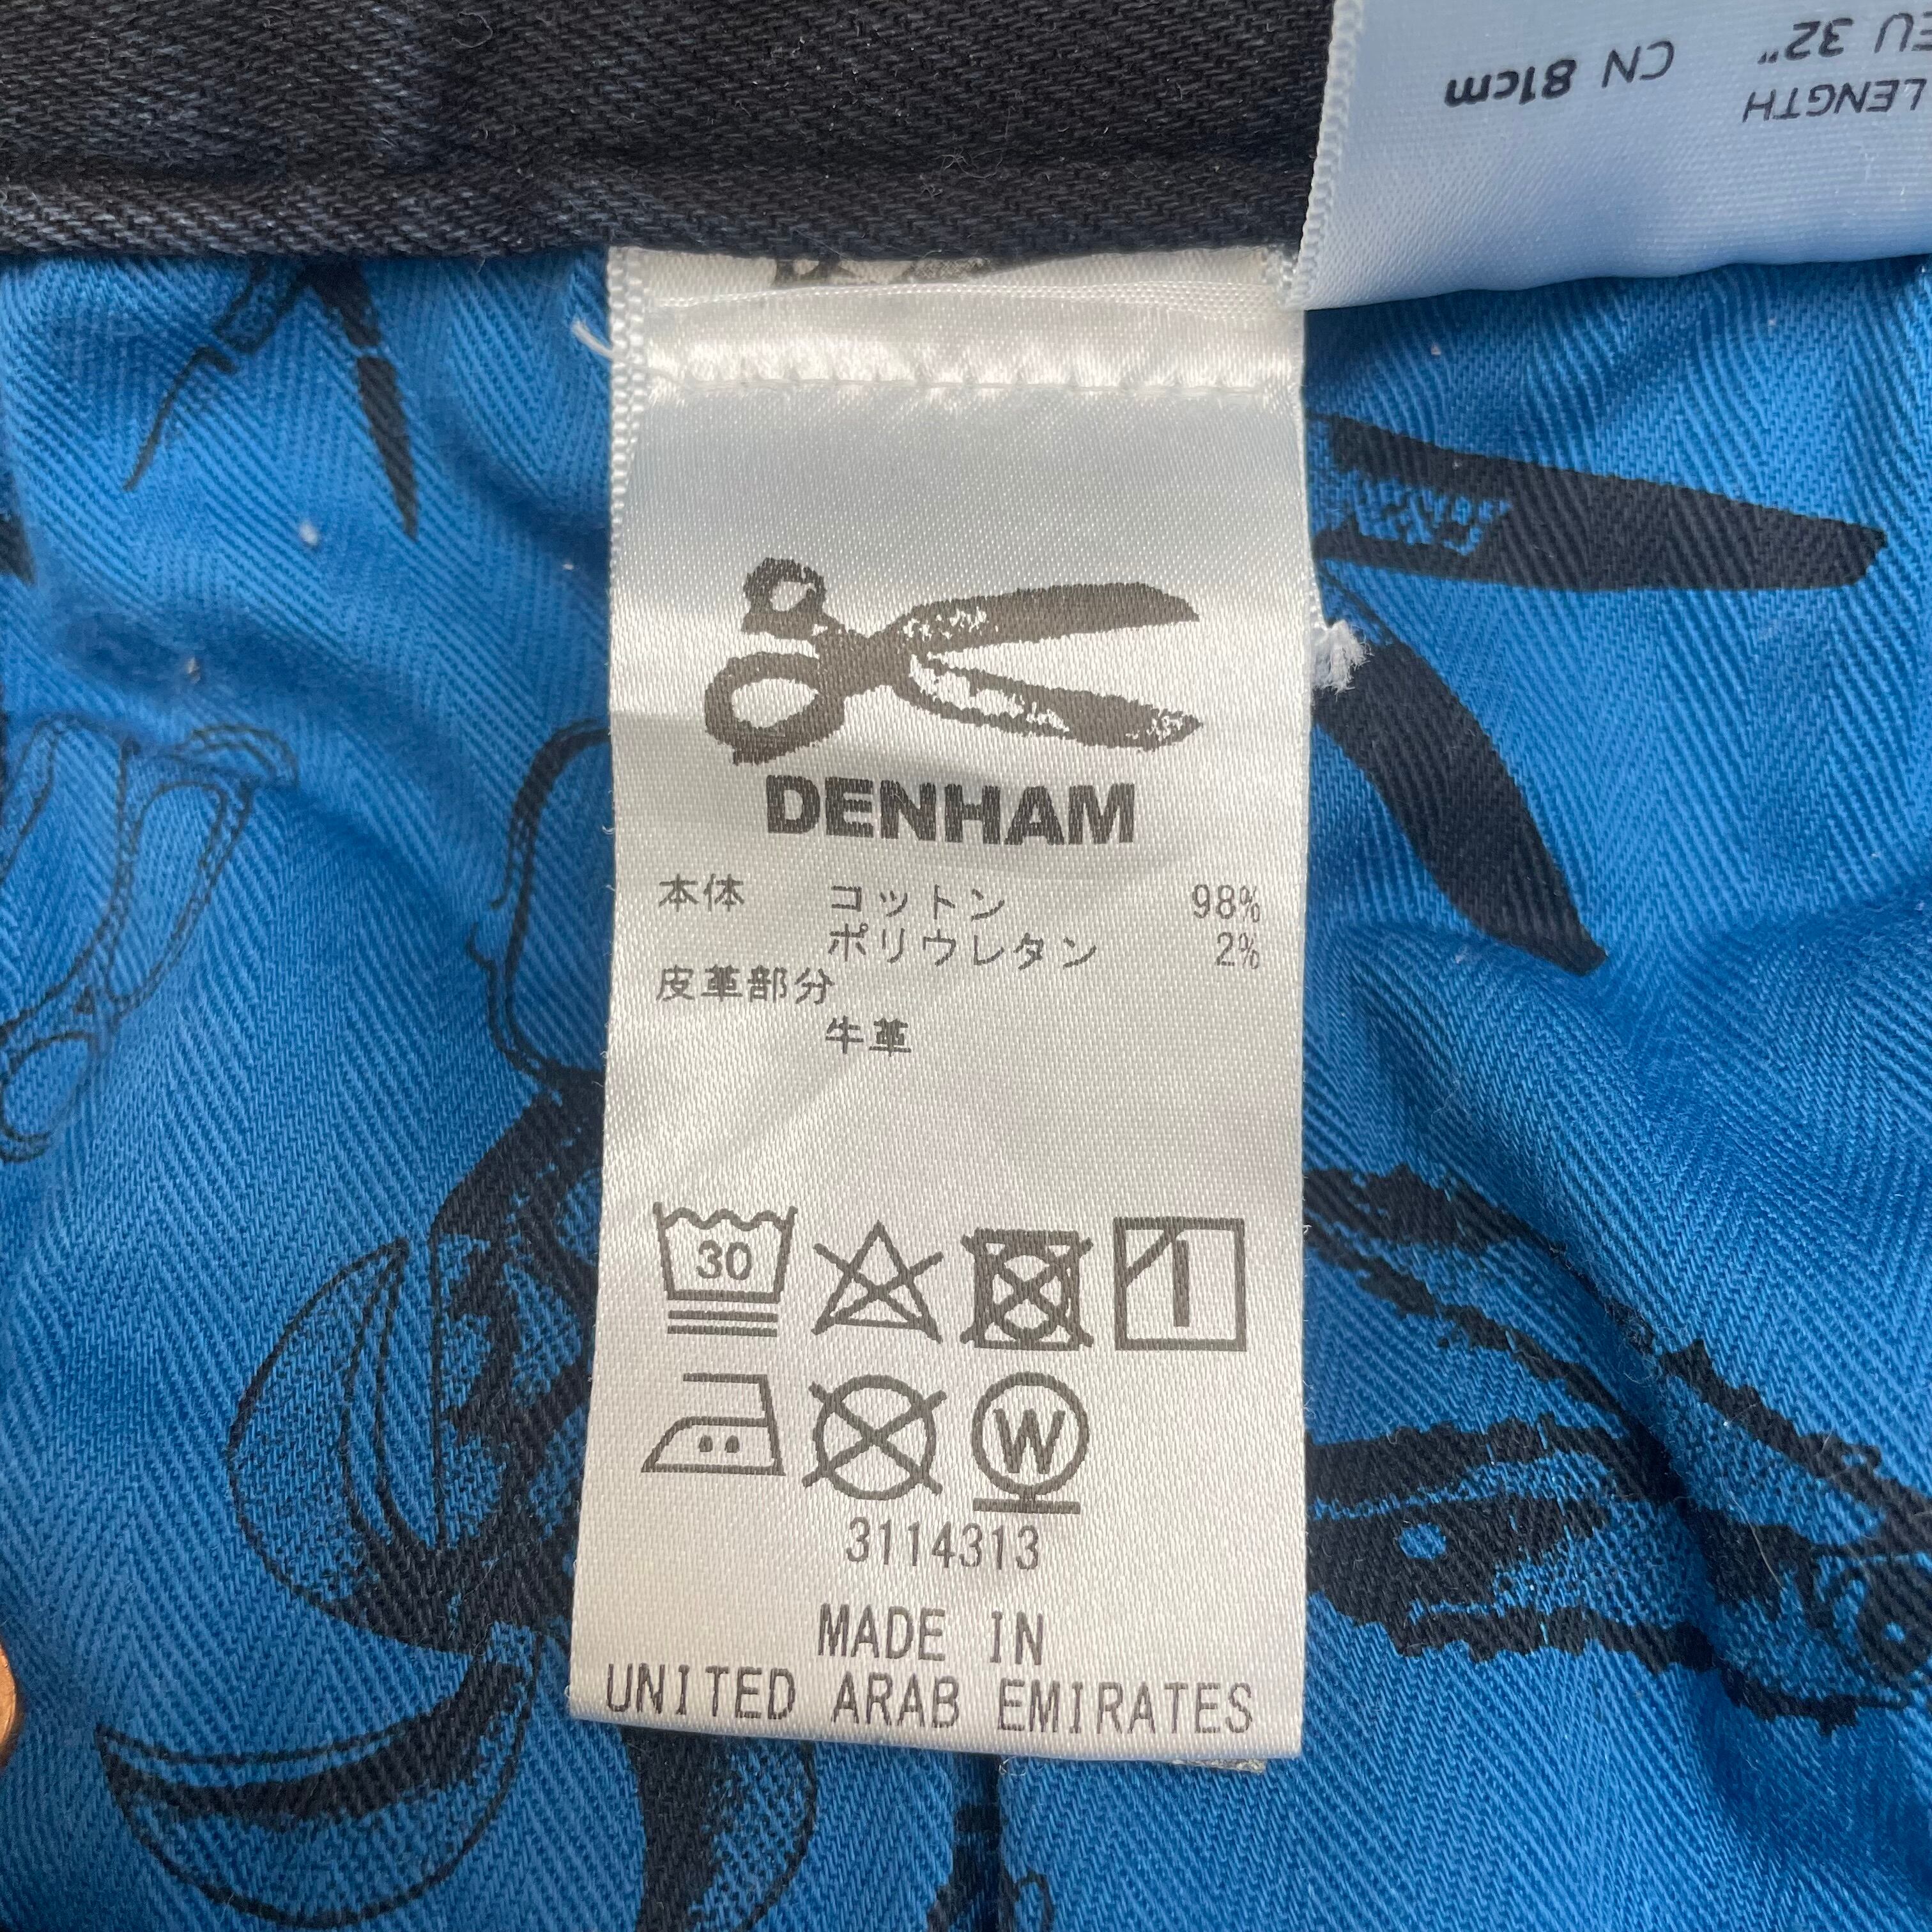 LENGTH
EU 32" CN 81cm
DENHAM
本体 コットン 98%
ポリウレタン 2%
皮革部分
牛革
30
W
3114313
MADE IN
UNITED ARAB EMIRATES